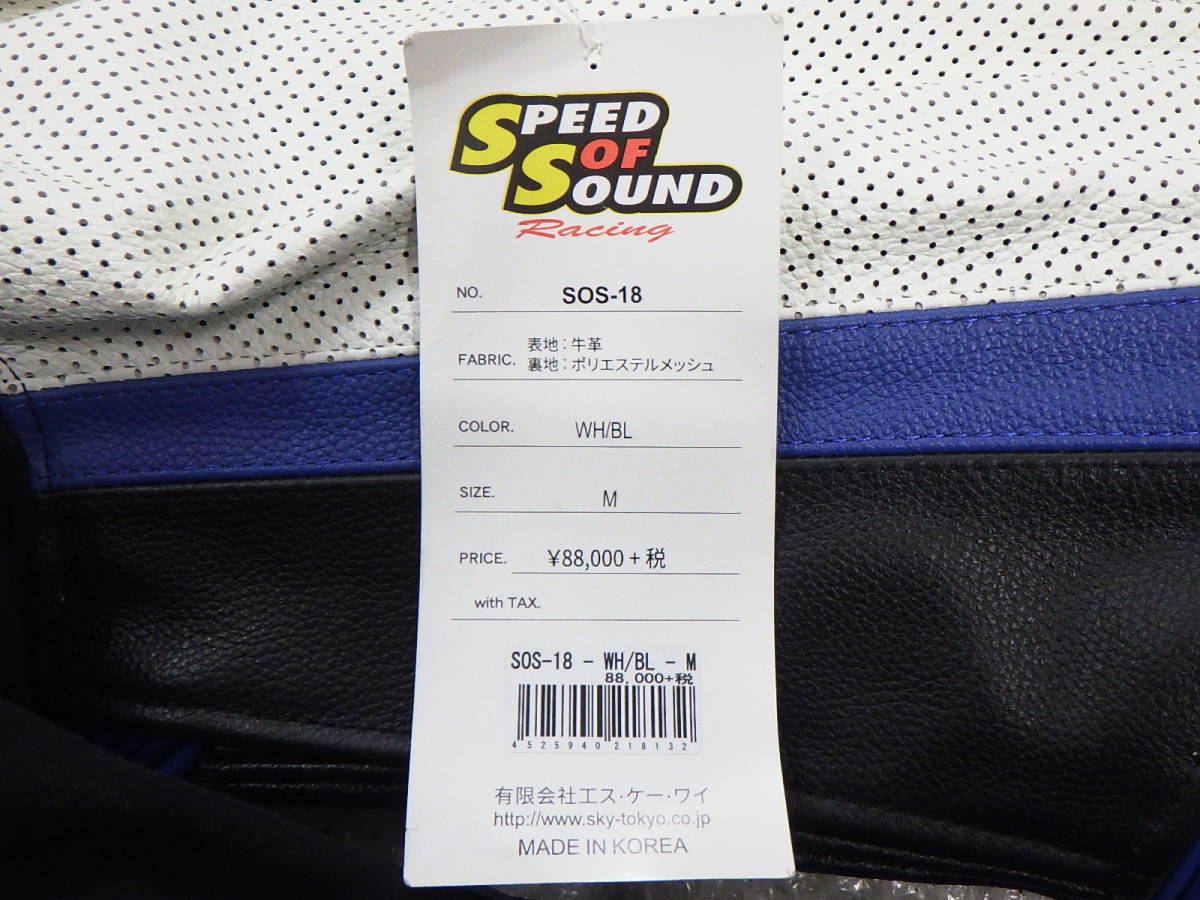 SPEED
OF
SOUND
Racing
NO. SOS-18
FABRIC. 表地：牛革
裏地：ポリエステルメッシュ
COLOR. WH/BL
SIZE. M
PRICE. ¥88,000 + 税
with TAX.
SOS-18 - WH/BL - M
88,000+税
4525940 218132
有限会社エス・ケー・ワイ
http://www.sky-tokyo.co.jp
MADE IN KOREA